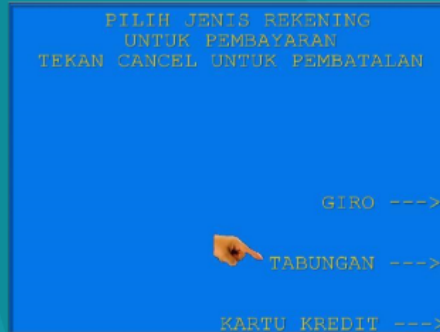 PILIH JENIS REKENING
UNTUK PEMBAYARAN
TEKAN CANCEL UNTUK PEMBATALAN
GIRO --->
TABUNGAN --->
KARTU KREDIT --->